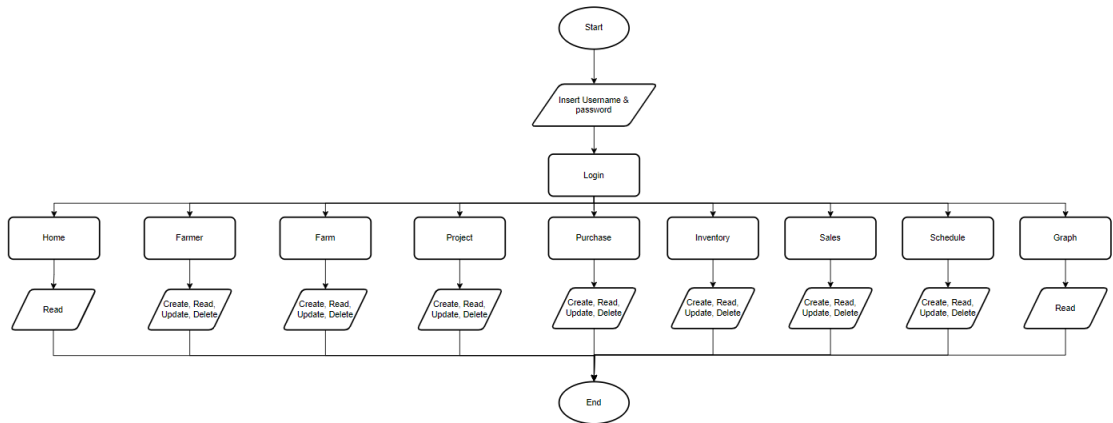 Start
Insert Username &
password
Login
Home
Farmer
Farm
Project
Purchase
Inventory
Sales
Schedule
Graph
Read
Create, Read,
Update, Delete
Create, Read,
Update, Delete
Create, Read,
Update, Delete
Create, Read,
Update, Delete
Create, Read,
Update, Delete
Create, Read,
Update, Delete
Create, Read,
Update, Delete
Read
End